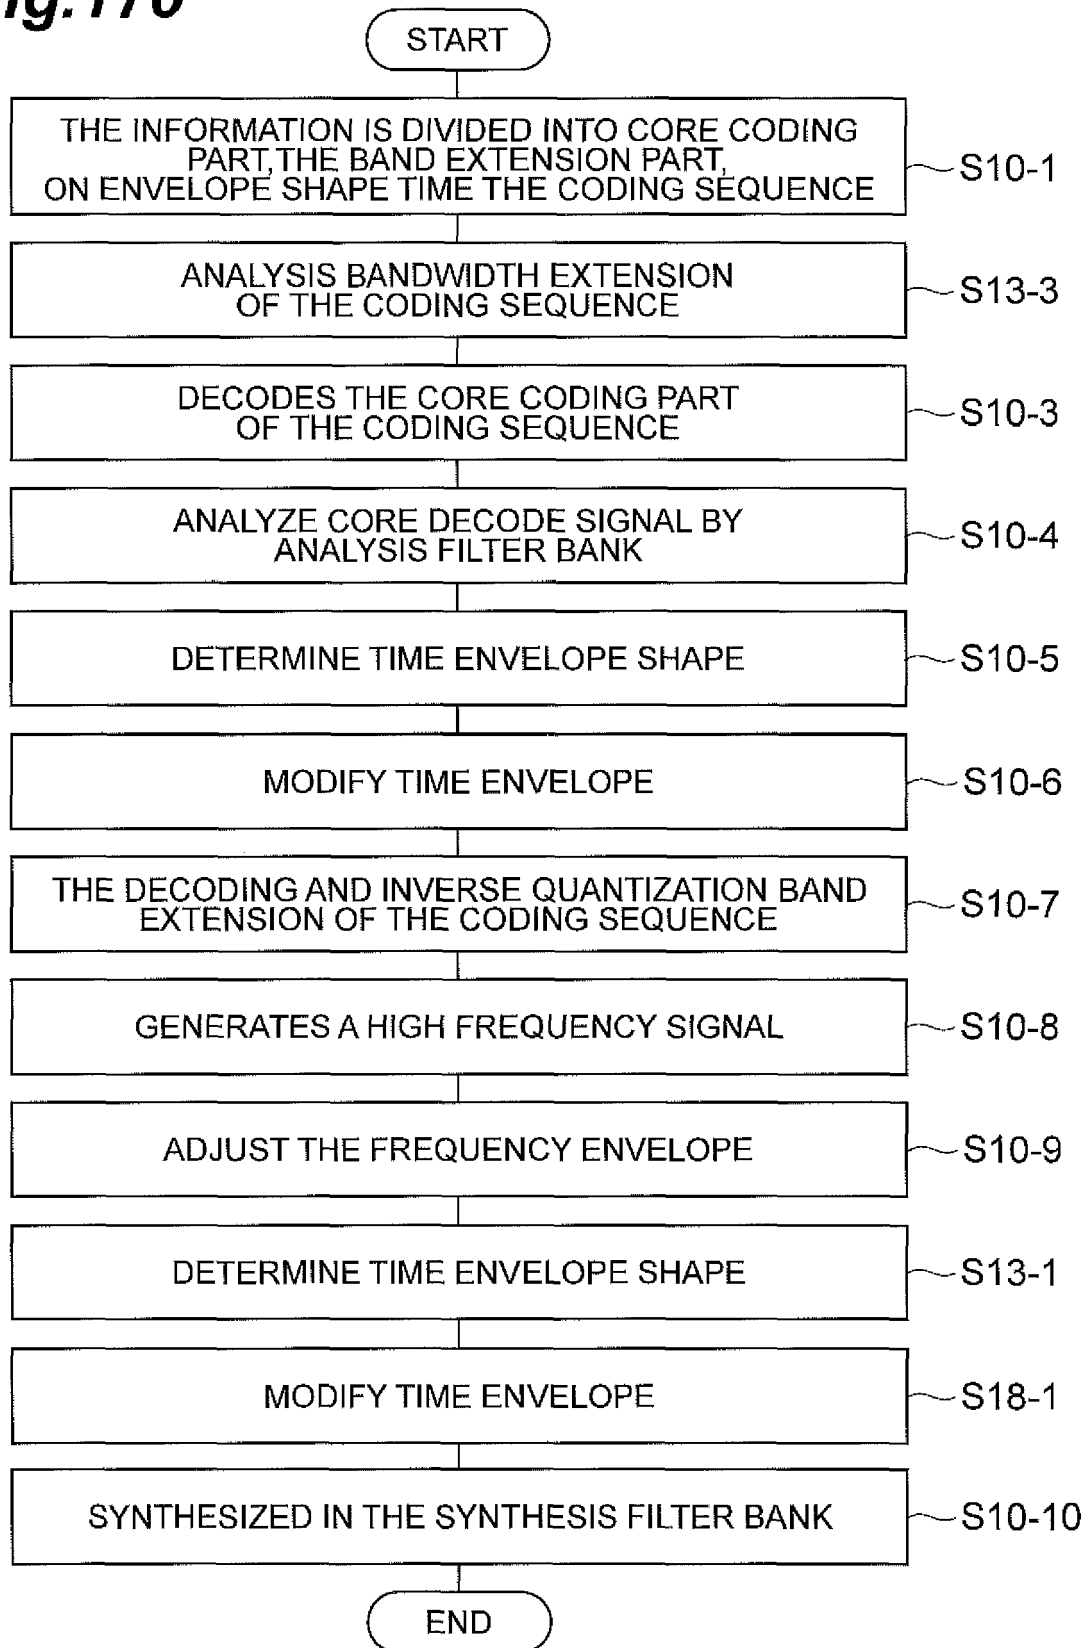 ig.170
START
THE INFORMATION IS DIVIDED INTO CORE CODING
PART,THE BAND EXTENSION PART,
ON ENVELOPE SHAPE TIME THE CODING SEQUENCE
S10-1
ANALYSIS BANDWIDTH EXTENSION
OF THE CODING SEQUENCE
S13-3
DECODES THE CORE CODING PART
OF THE CODING SEQUENCE
S10-3
ANALYZE CORE DECODE SIGNAL BY
ANALYSIS FILTER BANK
S10-4
DETERMINE TIME ENVELOPE SHAPE
S10-5
MODIFY TIME ENVELOPE
S10-6
THE DECODING AND INVERSE QUANTIZATION BAND
EXTENSION OF THE CODING SEQUENCE
S10-7
GENERATES A HIGH FREQUENCY SIGNAL
S10-8
ADJUST THE FREQUENCY ENVELOPE
S10-9
DETERMINE TIME ENVELOPE SHAPE
S13-1
MODIFY TIME ENVELOPE
S18-1
SYNTHESIZED IN THE SYNTHESIS FILTER BANK
S10-10
END